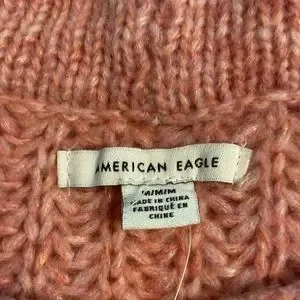 AMERICAN EAGLE
M/M/M
MADE IN CHINA
FABRIQUÉ EN
CHINE